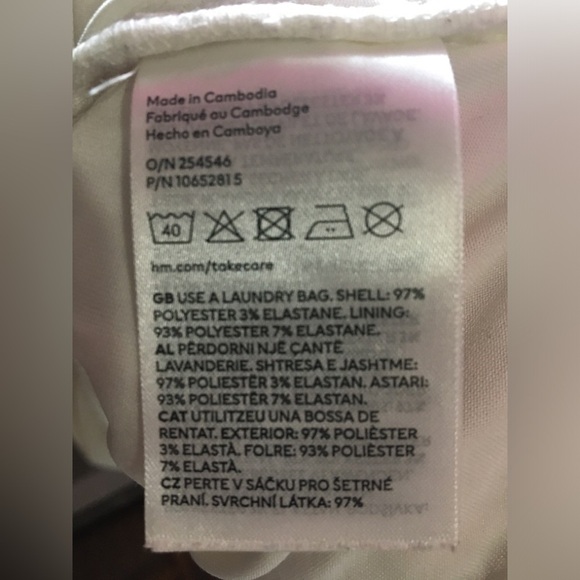 Made in Cambodia
Fabriqué au Cambodge
Hecho en Camboya
O/N 254546
P/N 10652815
40
hm.com/takecare
GB USE A LAUNDRY BAG. SHELL: 97%
POLYESTER 3% ELASTANE. LINING:
93% POLYESTER 7% ELASTANE.
AL PËRDORNI NJË ÇANTË
LAVANDERIE. SHTRESA E JASHTME:
97% POLIESTËR 3% ELASTAN. ASTARI:
93% POLIESTËR 7% ELASTAN.
CAT UTILITZEU UNA BOSSA DE
RENTAT. EXTERIOR: 97% POLIÈSTER
3% ELASTÀ. FOLRE: 93% POLIÈSTER
7% ELASTÀ.
CZ PERTE V SÁČKU PRO ŠETRNÉ
PRANÍ. SVRCHNÍ LÁTKA: 97%